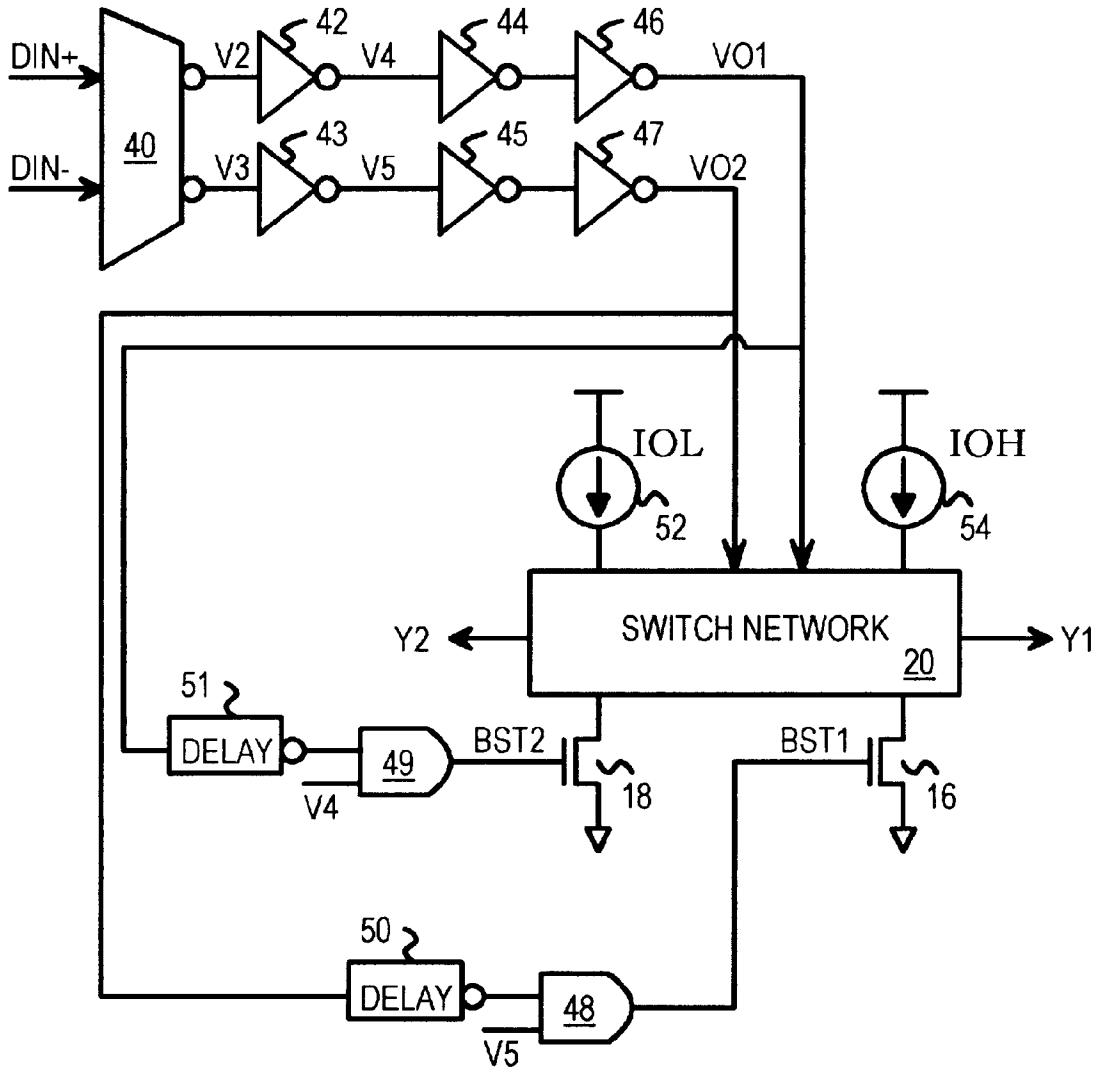 42
44
46
DIN+
V2
V4
VO1
40
43
45
47
DIN-
V3
V5
VO2
IOL
IOH
52
54
SWITCH NETWORK
20
Y2
Y1
51
DELAY
49
V4
BST2
18
BST1
16
50
DELAY
48
V5